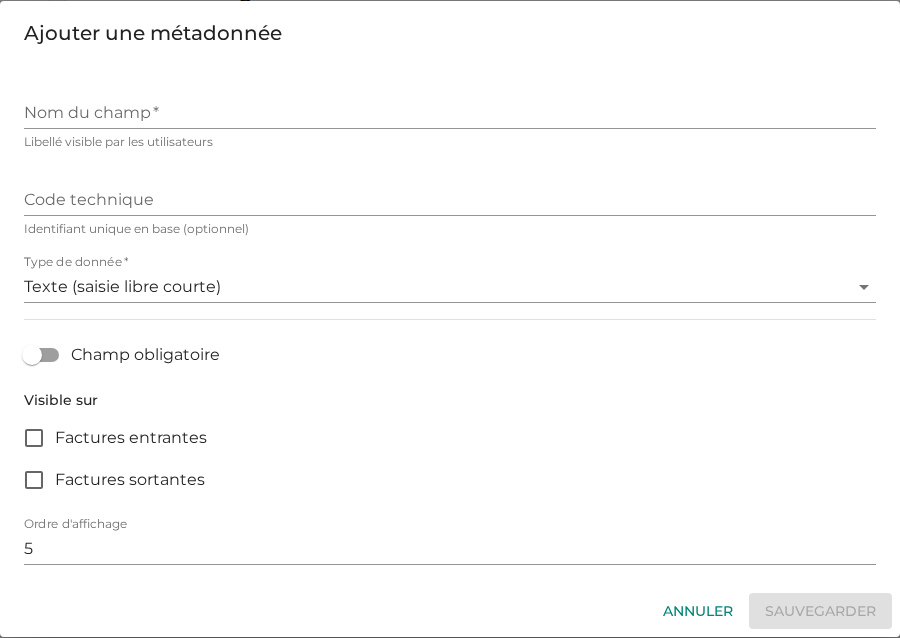 Ajouter une métadonnée
Nom du champ *
Libellé visible par les utilisateurs
Code technique
Identifiant unique en base (optionnel)
Type de donnée *
Texte (saisie libre courte)
Champ obligatoire
Visible sur
Factures entrantes
Factures sortantes
Ordre d'affichage
5
ANNULER
SAUVEGARDER